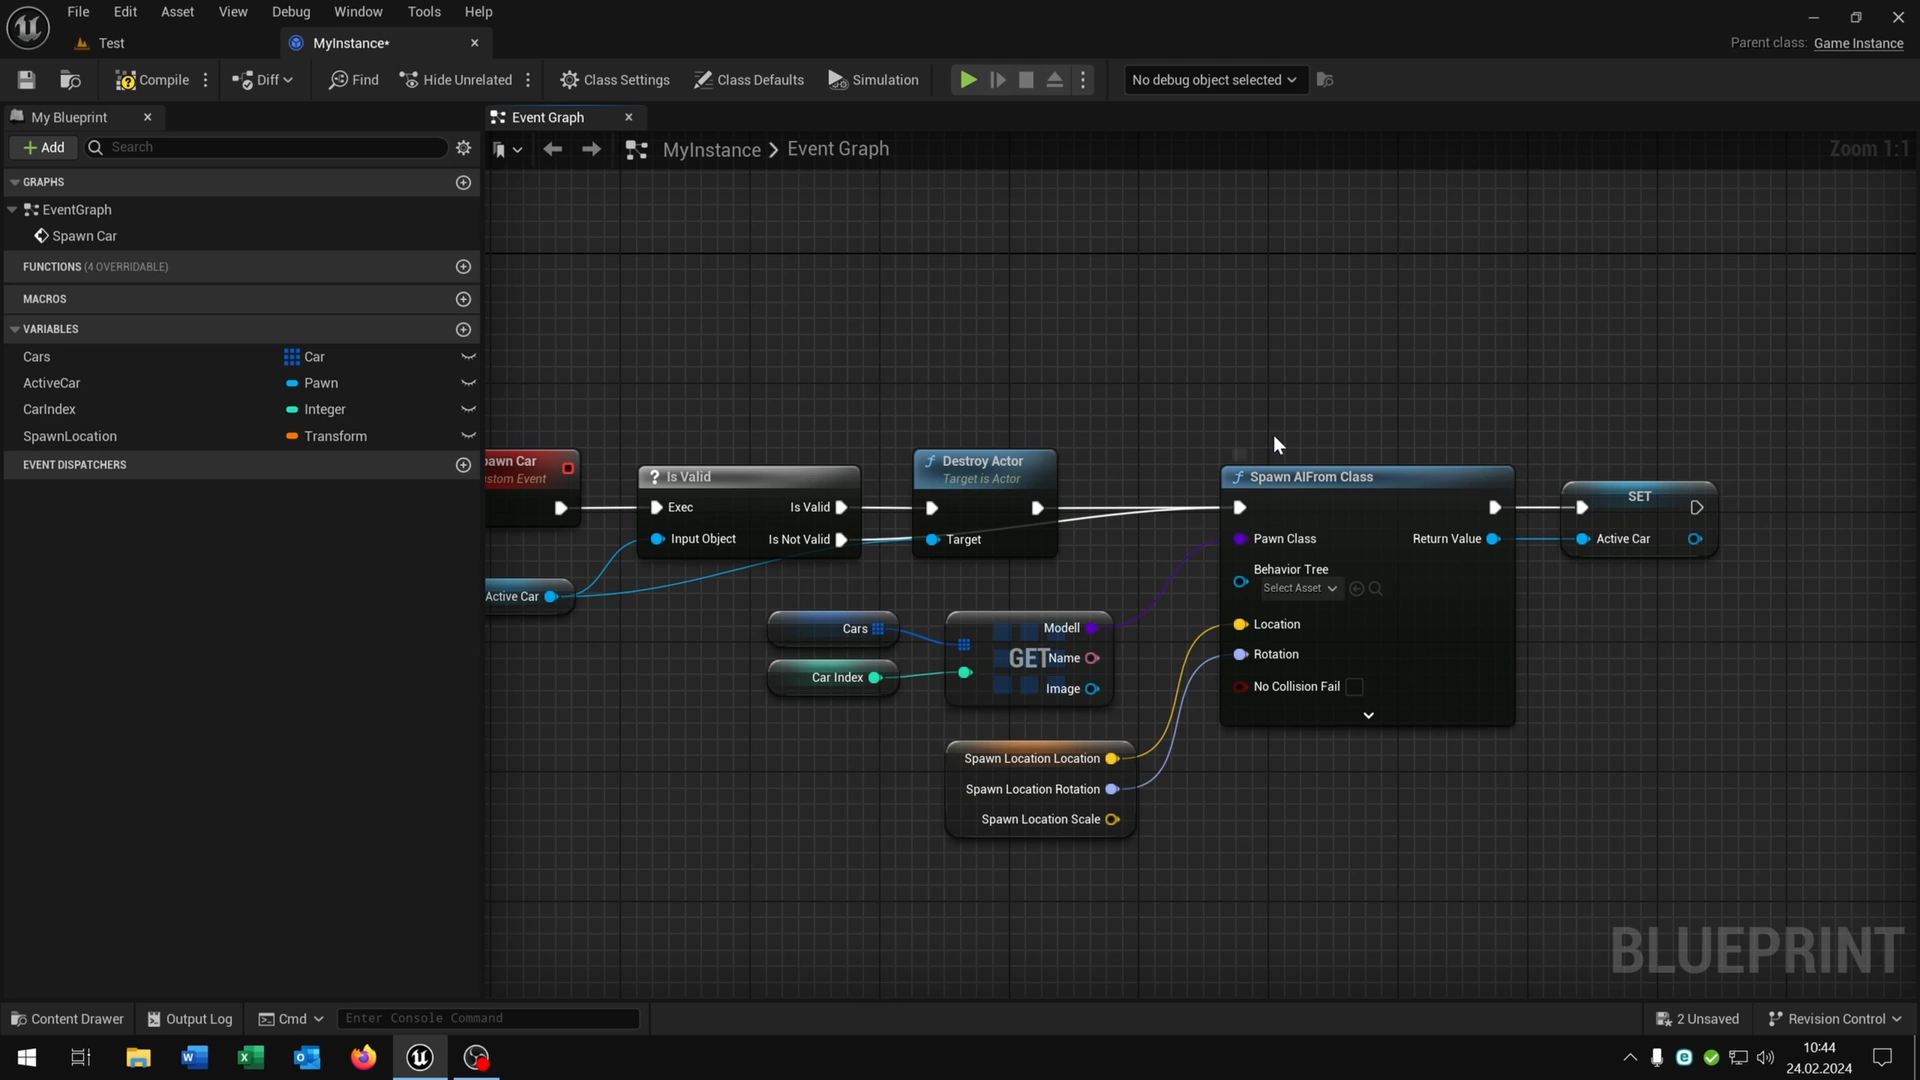 File Edit Asset View Debug Window Tools Help
Test
MyInstance*
Parent class: Game Instance
Compile
Diff
Find
Hide Unrelated
Class Settings
Class Defaults
Simulation
No debug object selected
My Blueprint
Event Graph
Add
Search
MyInstance > Event Graph
Zoom 1:1
GRAPHS
EventGraph
Spawn Car
FUNCTIONS (4 OVERRIDABLE)
MACROS
VARIABLES
Cars Car
ActiveCar Pawn
CarIndex Integer
SpawnLocation Transform
EVENT DISPATCHERS
pawn Car
ustom Event
? Is Valid
Exec
Is Valid
Input Object
Is Not Valid
Active Car
f Destroy Actor
Target is Actor
Target
Cars
Car Index
GET
Modell
Name
Image
Spawn Location Location
Spawn Location Rotation
Spawn Location Scale
f Spawn AIFrom Class
Pawn Class
Return Value
Behavior Tree
Select Asset
Location
Rotation
No Collision Fail
SET
Active Car
BLUEPRINT
Content Drawer
Output Log
Cmd
Enter Console Command
2 Unsaved
Revision Control
10:44
24.02.2024